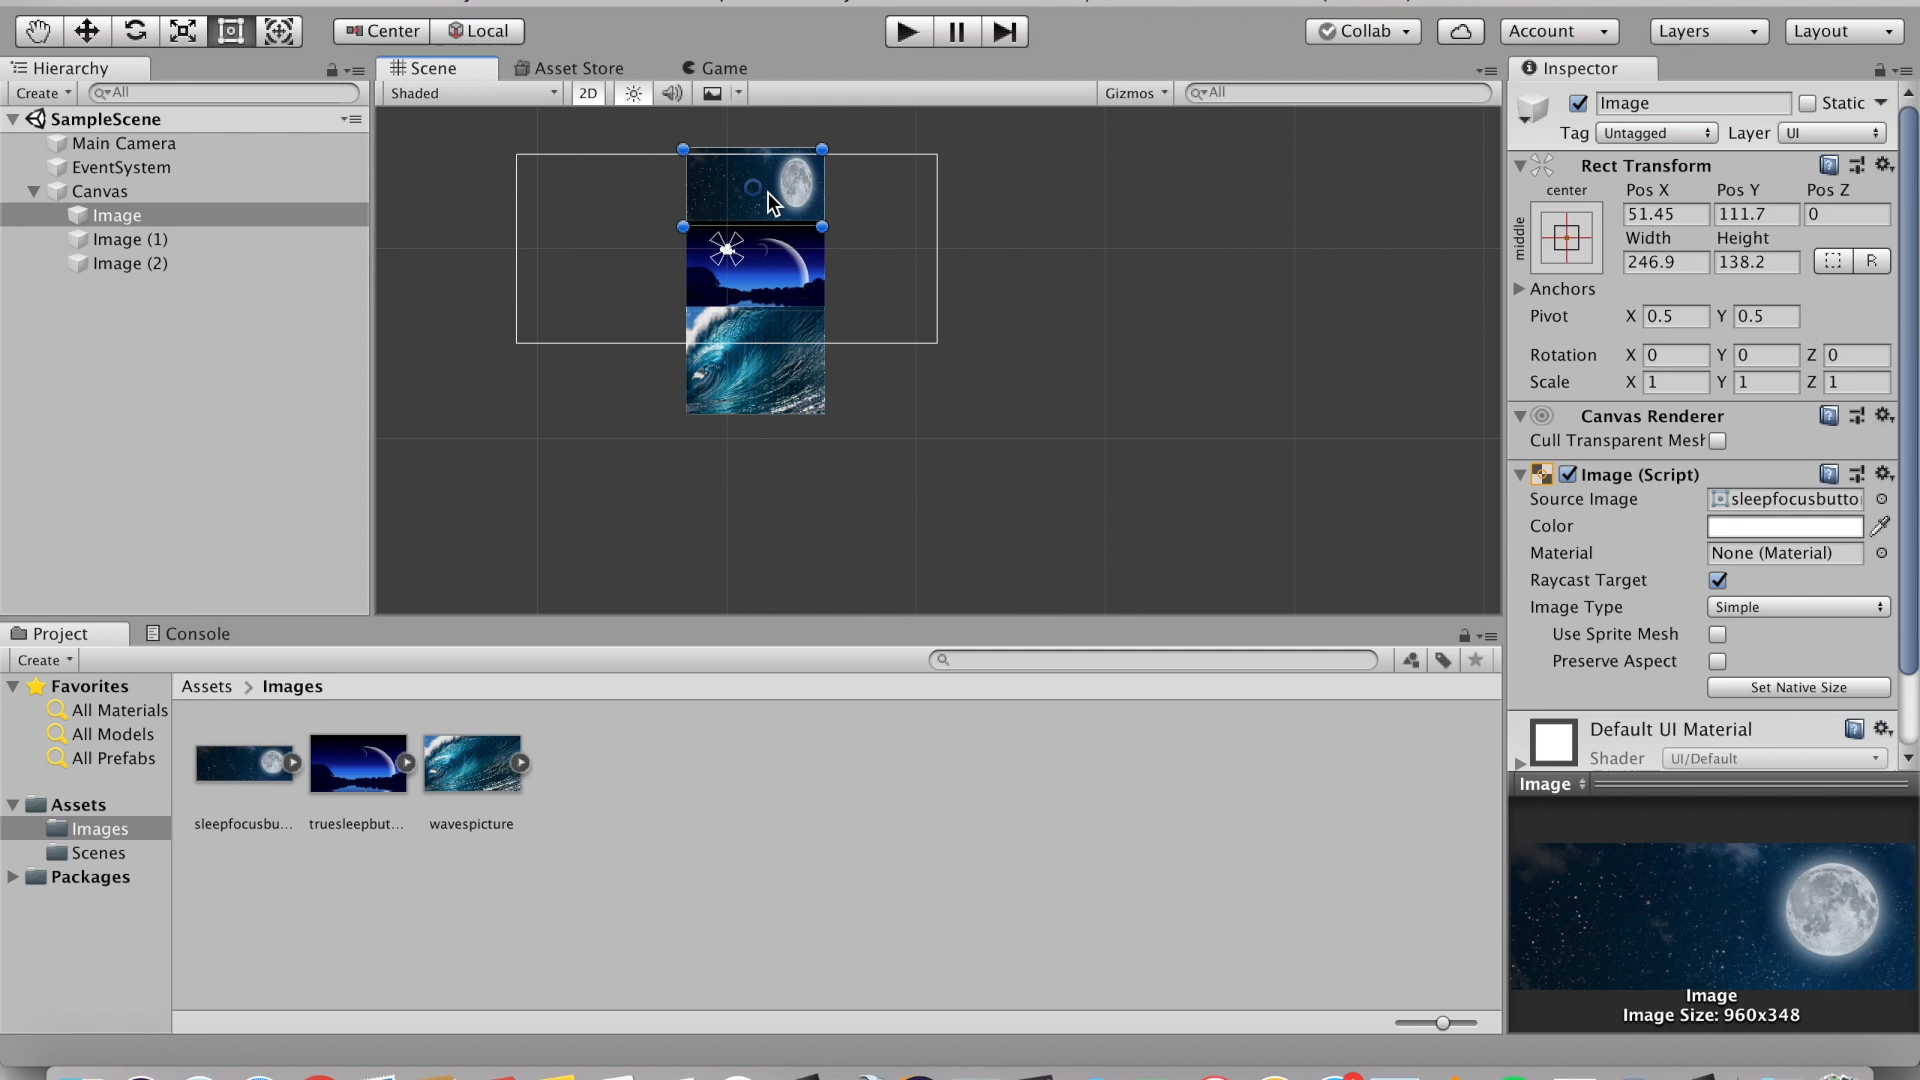 Center Local
Collab Account Layers Layout
Hierarchy
Create All
SampleScene
Main Camera
EventSystem
Canvas
Image
Image (1)
Image (2)
Scene Asset Store Game
Shaded 2D Gizmos All
Inspector
Image Static
Tag Untagged Layer UI
Rect Transform
center Pos X Pos Y Pos Z
middle
51.45 111.7 0
Width Height
246.9 138.2 R
Anchors
Pivot X 0.5 Y 0.5
Rotation X 0 Y 0 Z 0
Scale X 1 Y 1 Z 1
Canvas Renderer
Cull Transparent Mesh
Image (Script)
Source Image sleepfocusbutto
Color
Material None (Material)
Raycast Target
Image Type Simple
Use Sprite Mesh
Preserve Aspect
Set Native Size
Default UI Material
Shader UI/Default
Image
Image
Image Size: 960x348
Project Console
Create
Favorites
All Materials
All Models
All Prefabs
Assets
Images
Scenes
Packages
Assets > Images
sleepfocusbu... truesleepbut... wavespicture